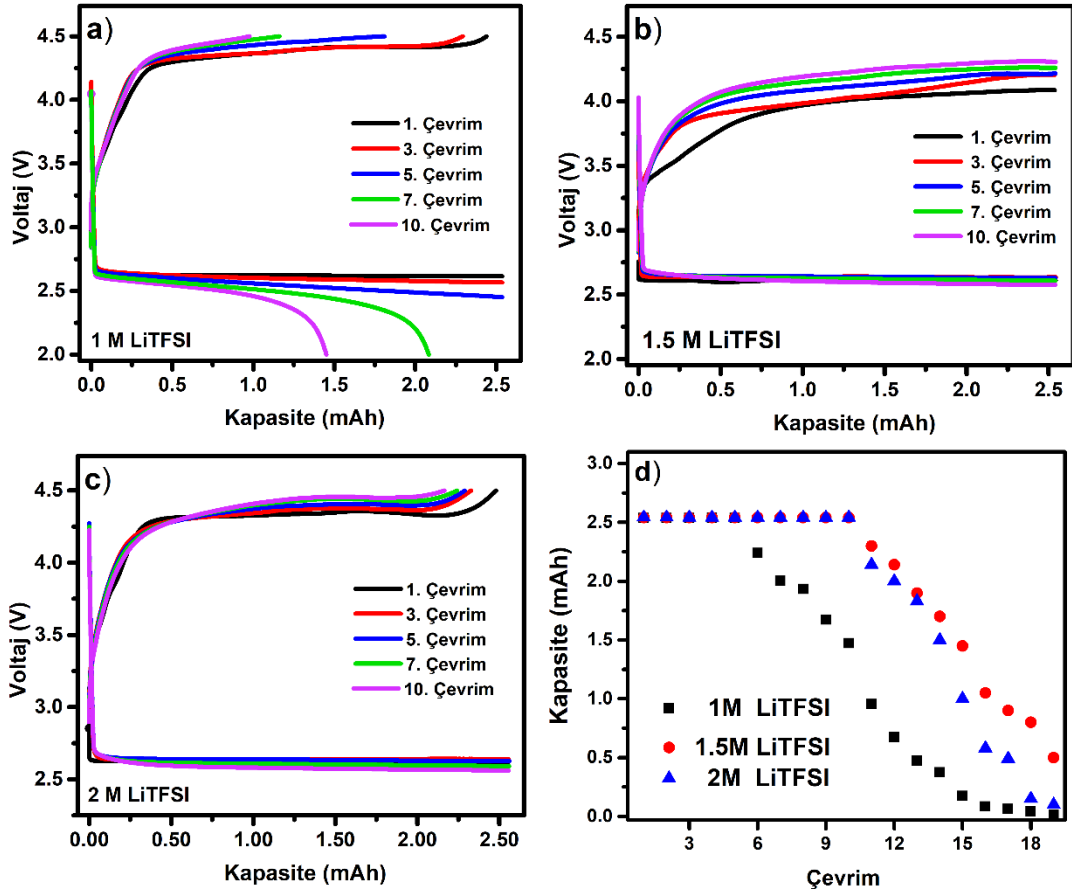 a)
4.5
4.0
3.5
3.0
2.5
2.0
Voltaj (V)
1. Çevrim
3. Çevrim
5. Çevrim
7. Çevrim
10. Çevrim
1 M LiTFSI
0.0 0.5 1.0 1.5 2.0 2.5
Kapasite (mAh)
b)
4.5
4.0
3.5
3.0
2.5
2.0
Voltaj (V)
1. Çevrim
3. Çevrim
5. Çevrim
7. Çevrim
10. Çevrim
1.5 M LiTFSI
0.0 0.5 1.0 1.5 2.0 2.5
Kapasite (mAh)
c)
4.5
4.0
4.5
3.0
2.5
Voltaj (V)
1. Çevrim
3. Çevrim
5. Çevrim
7. Çevrim
10. Çevrim
2 M LiTFSI
0.00 0.50 1.00 1.50 2.00 2.50
Kapasite (mAh)
d)
3.0
2.5
2.0
1.5
1.0
0.5
0.0
Kapasite (mAh)
1M LiTFSI
1.5M LiTFSI
2M LiTFSI
3 6 9 12 15 18
Çevrim